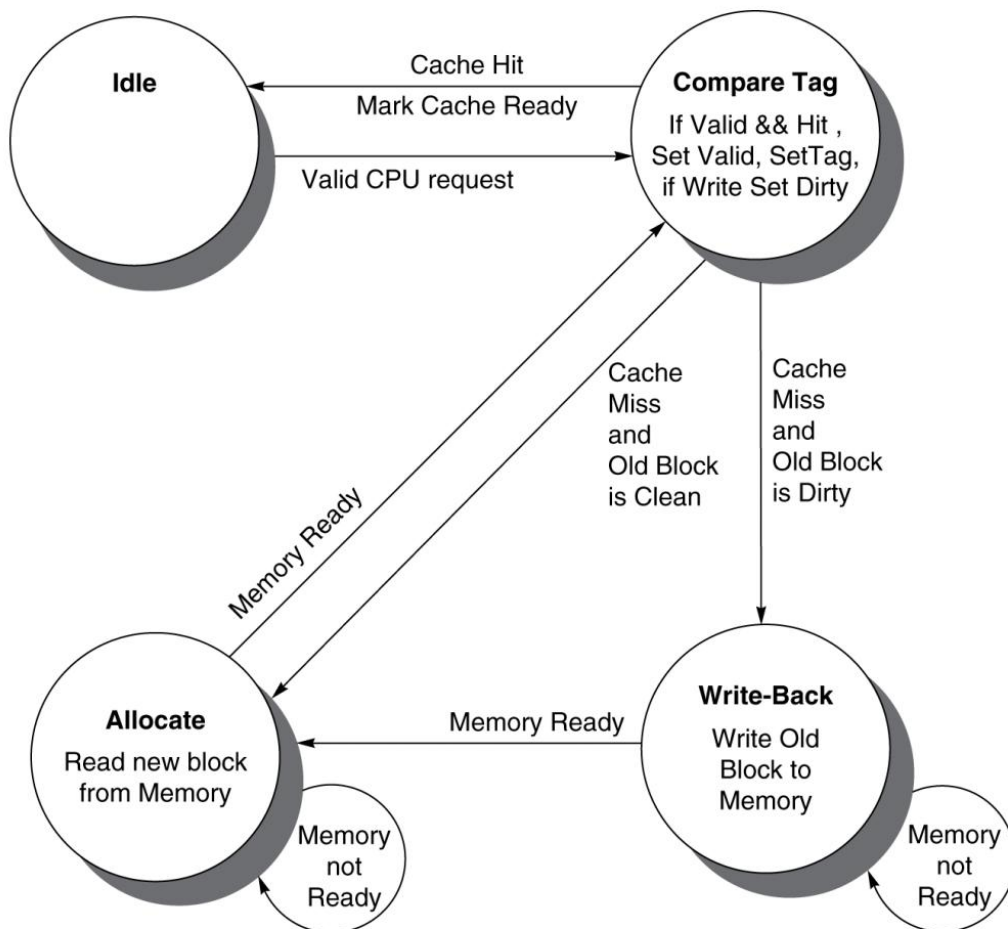 Idle
Cache Hit
Mark Cache Ready
Valid CPU request
Compare Tag
If Valid && Hit ,
Set Valid, SetTag,
if Write Set Dirty
Cache
Miss
and
Old Block
is Clean
Cache
Miss
and
Old Block
is Dirty
Memory Ready
Allocate
Read new block
from Memory
Memory
not
Ready
Memory Ready
Write-Back
Write Old
Block to
Memory
Memory
not
Ready